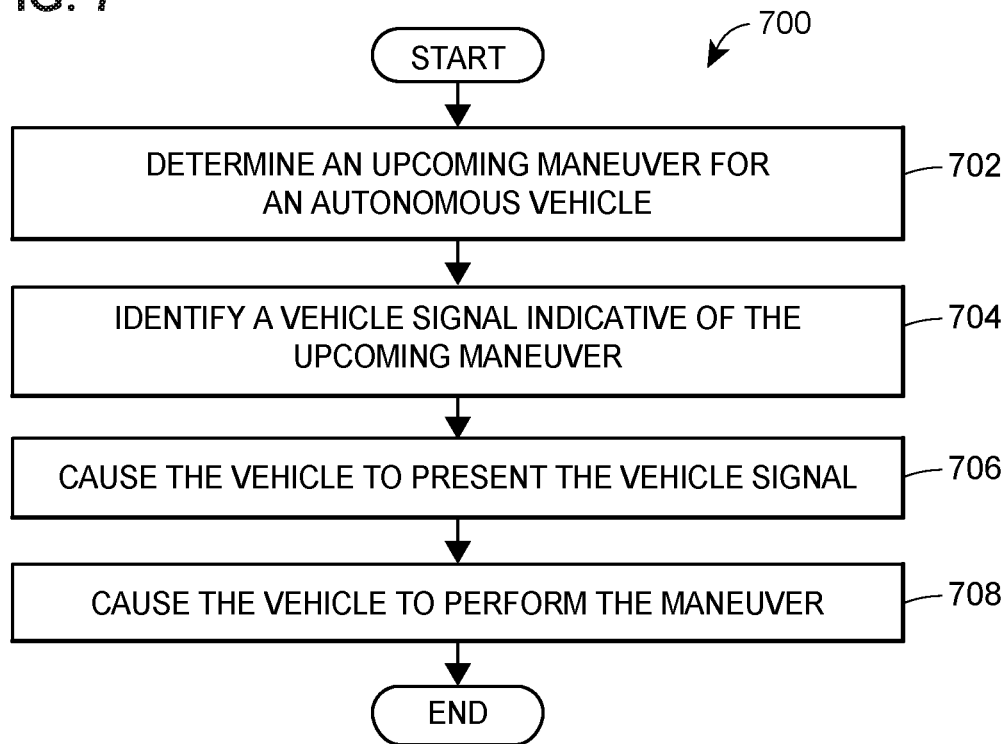 700
START
DETERMINE AN UPCOMING MANEUVER FOR
AN AUTONOMOUS VEHICLE
702
IDENTIFY A VEHICLE SIGNAL INDICATIVE OF THE
UPCOMING MANEUVER
704
CAUSE THE VEHICLE TO PRESENT THE VEHICLE SIGNAL
706
CAUSE THE VEHICLE TO PERFORM THE MANEUVER
708
END